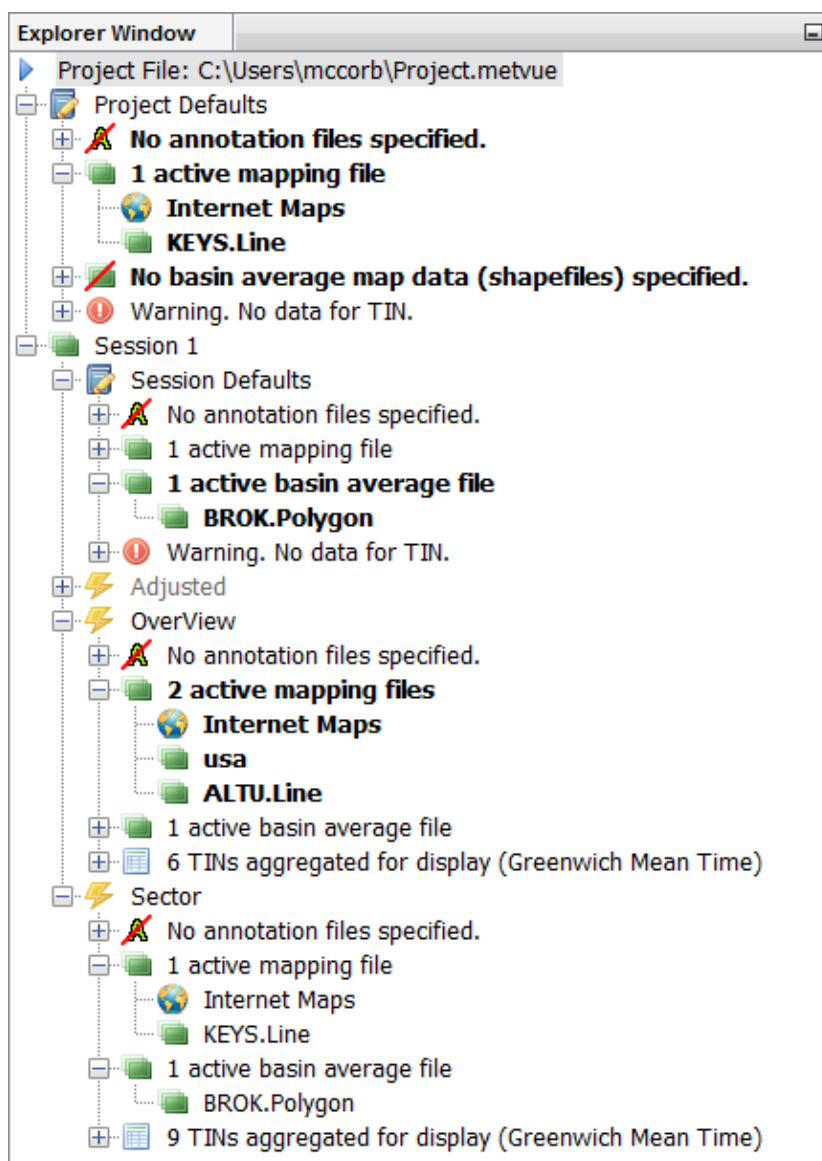 Explorer Window
Project File: C:\Users\mccorb\Project.metvue
Project Defaults
No annotation files specified.
1 active mapping file
Internet Maps
KEYS.Line
No basin average map data (shapefiles) specified.
Warning. No data for TIN.
Session 1
Session Defaults
No annotation files specified.
1 active mapping file
1 active basin average file
BROK.Polygon
Warning. No data for TIN.
Adjusted
OverView
No annotation files specified.
2 active mapping files
Internet Maps
usa
ALTU.Line
1 active basin average file
6 TINs aggregated for display (Greenwich Mean Time)
Sector
No annotation files specified.
1 active mapping file
Internet Maps
KEYS.Line
1 active basin average file
BROK.Polygon
9 TINs aggregated for display (Greenwich Mean Time)